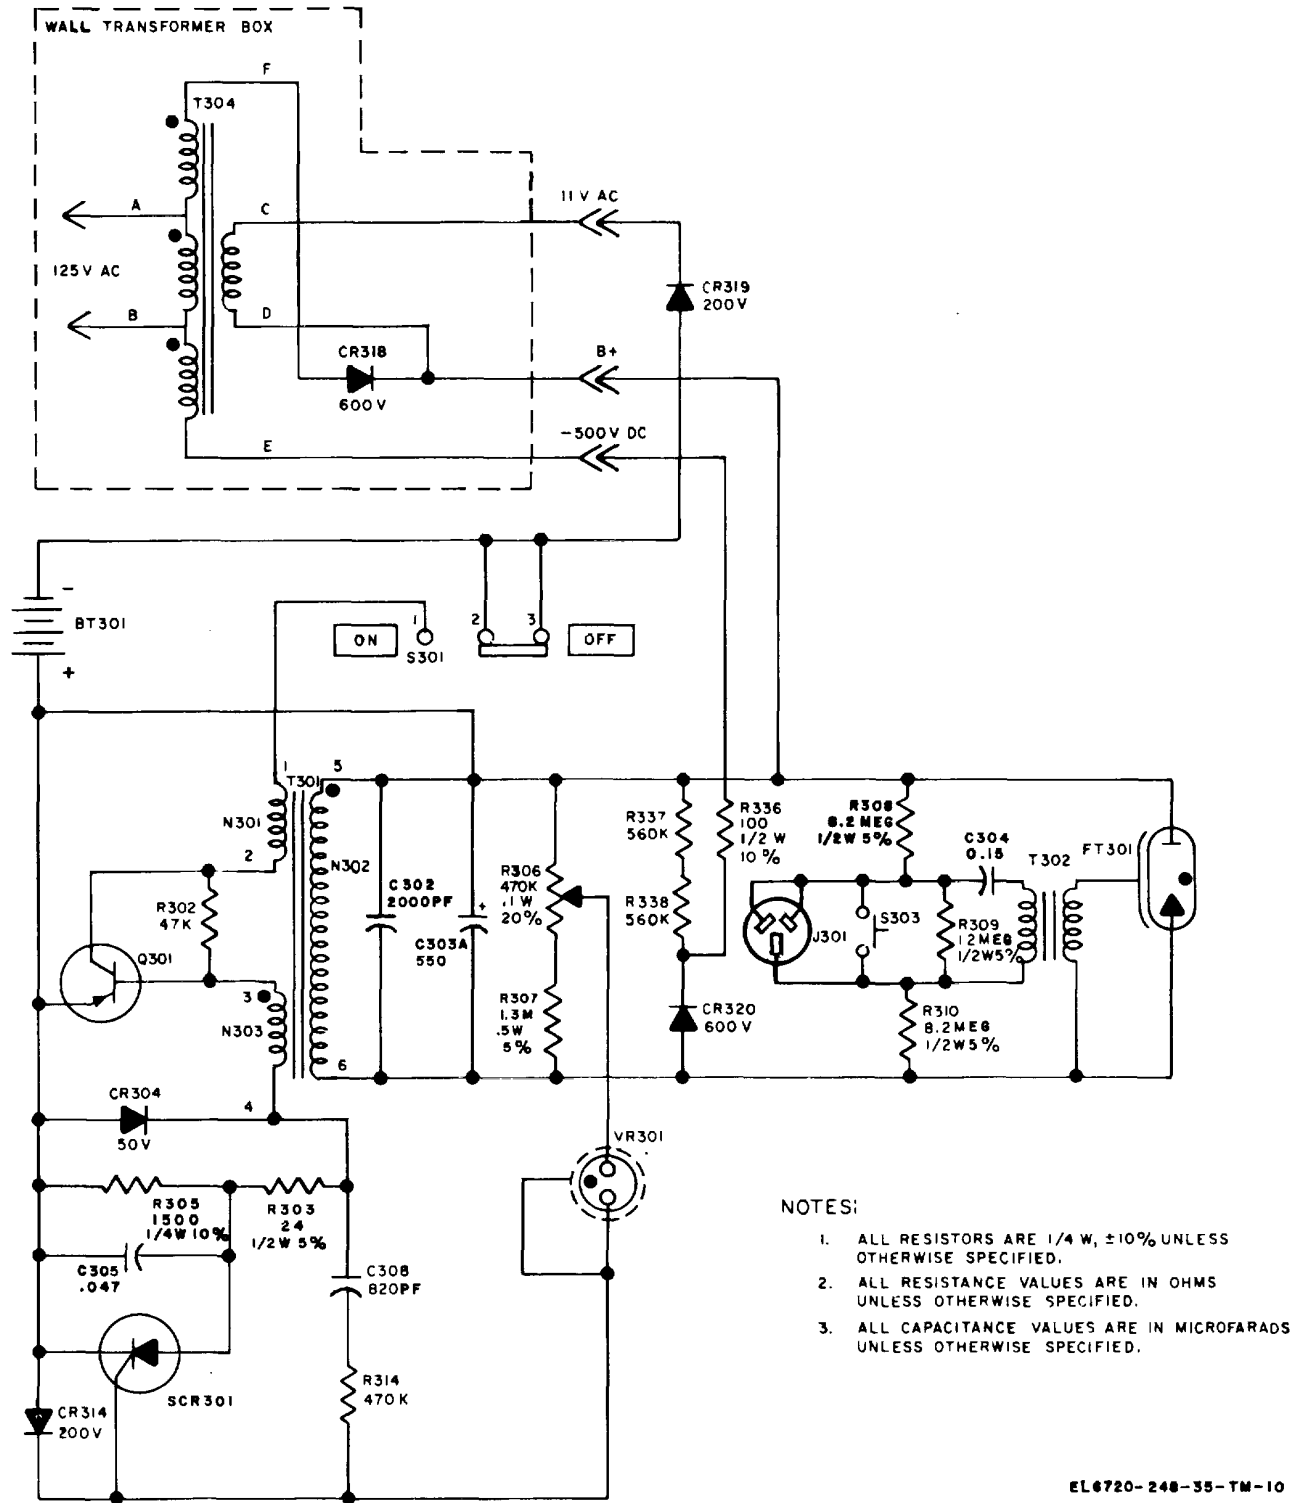 WALL TRANSFORMER BOX
F
T304
A
C
11V AC
125V AC
CR319
200V
B
D
CR318
600V
B+
E
-500V DC
-
BT301
+
1
2
3
ON
S301
OFF
1
T301
5
N301
2
N302
R302
47K
Q301
3
N303
6
4
C302
2000PF
+
C303A
550
R306
470K
.1W
20%
R307
1.3M
.5W
5%
R337
560K
R338
560K
R336
100
1/2 W
10%
CR320
600V
R308
8.2 MEG
1/2W 5%
C304
0.15
T302
FT301
J301
S303
R309
12MEG
1/2W5%
R310
8.2MEG
1/2W5%
CR304
50V
R305
1500
1/4W 10%
R303
24
1/2W 5%
C305
.047
C308
820PF
VR301
SCR301
R314
470K
CR314
200V
NOTES:
1. ALL RESISTORS ARE 1/4 W, ±10% UNLESS
OTHERWISE SPECIFIED.
2. ALL RESISTANCE VALUES ARE IN OHMS
UNLESS OTHERWISE SPECIFIED.
3. ALL CAPACITANCE VALUES ARE IN MICROFARADS
UNLESS OTHERWISE SPECIFIED.
EL6720-248-35-TM-10